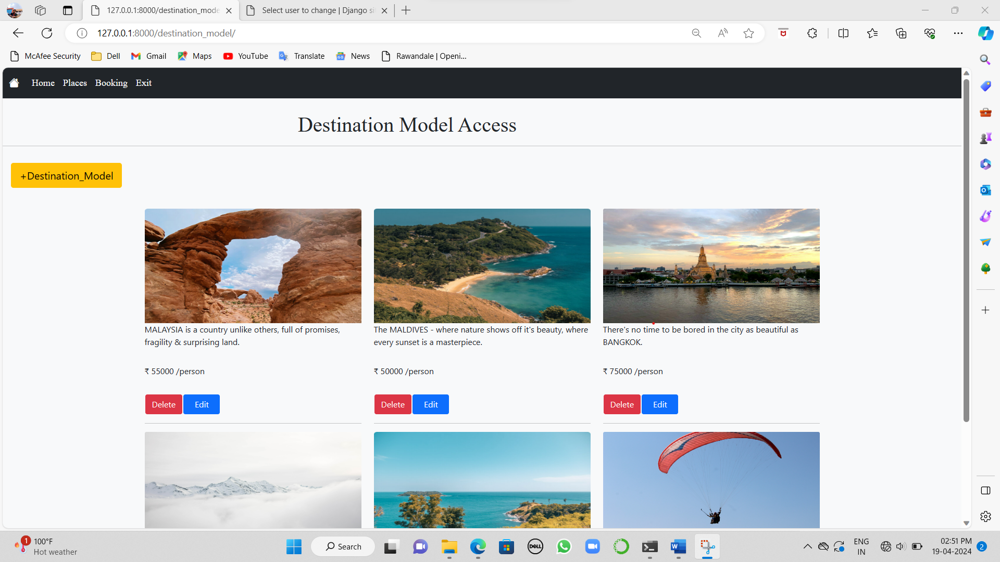 127.0.0.1:8000/destination_mode
Select user to change | Django si
127.0.0.1:8000/destination_model/
McAfee Security Dell Gmail Maps YouTube Translate News Rawandale | Openi...
Home Places Booking Exit
Destination Model Access
+Destination_Model
MALAYSIA is a country unlike others, full of promises,
fragility & surprising land.
₹ 55000 /person
Delete Edit
The MALDIVES - where nature shows off it's beauty, where
every sunset is a masterpiece.
₹ 50000 /person
Delete Edit
There's no time to be bored in the city as beautiful as
BANGKOK.
₹ 75000 /person
Delete Edit
1
100°F
Hot weather
Search
DELL
ENG
IN
02:51 PM
19-04-2024
2